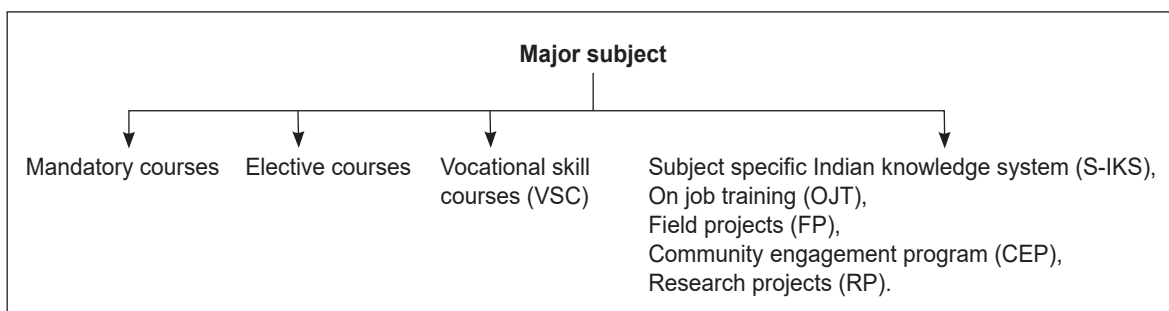 Major subject
Mandatory courses
Elective courses
Vocational skill
courses (VSC)
Subject specific Indian knowledge system (S-IKS),
On job training (OJT),
Field projects (FP),
Community engagement program (CEP),
Research projects (RP).